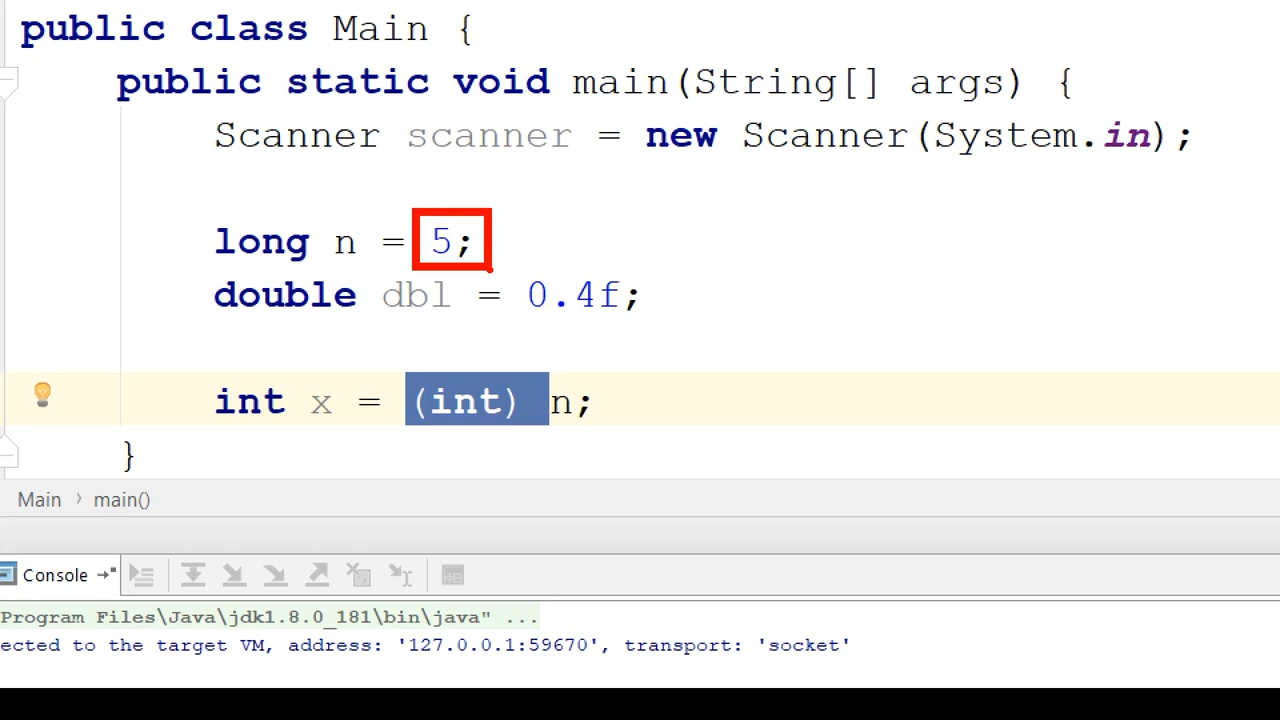 public class Main {
public static void main(String[] args) {
Scanner scanner = new Scanner(System.in);
long n = 5;
double dbl = 0.4f;
int x = (int) n;
}
Main › main()
Console
Program Files\Java\jdk1.8.0_181\bin\java" ...
ected to the target VM, address: '127.0.0.1:59670', transport: 'socket'